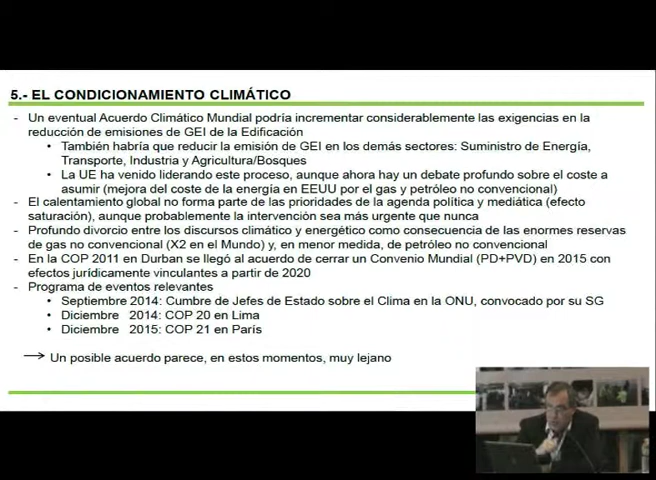 5.- EL CONDICIONAMIENTO CLIMÁTICO
- Un eventual Acuerdo Climático Mundial podría incrementar considerablemente las exigencias en la
reducción de emisiones de GEI de la Edificación
• También habría que reducir la emisión de GEI en los demás sectores: Suministro de Energía,
Transporte, Industria y Agricultura/Bosques
• La UE ha venido liderando este proceso, aunque ahora hay un debate profundo sobre el coste a
asumir (mejora del coste de la energía en EEUU por el gas y petróleo no convencional)
- El calentamiento global no forma parte de las prioridades de la agenda política y mediática (efecto
saturación), aunque probablemente la intervención sea más urgente que nunca
- Profundo divorcio entre los discursos climático y energético como consecuencia de las enormes reservas
de gas no convencional (X2 en el Mundo) y, en menor medida, de petróleo no convencional
- En la COP 2011 en Durban se llegó al acuerdo de cerrar un Convenio Mundial (PD+PVD) en 2015 con
efectos jurídicamente vinculantes a partir de 2020
- Programa de eventos relevantes
• Septiembre 2014: Cumbre de Jefes de Estado sobre el Clima en la ONU, convocado por su SG
• Diciembre 2014: COP 20 en Lima
• Diciembre 2015: COP 21 en París
→ Un posible acuerdo parece, en estos momentos, muy lejano